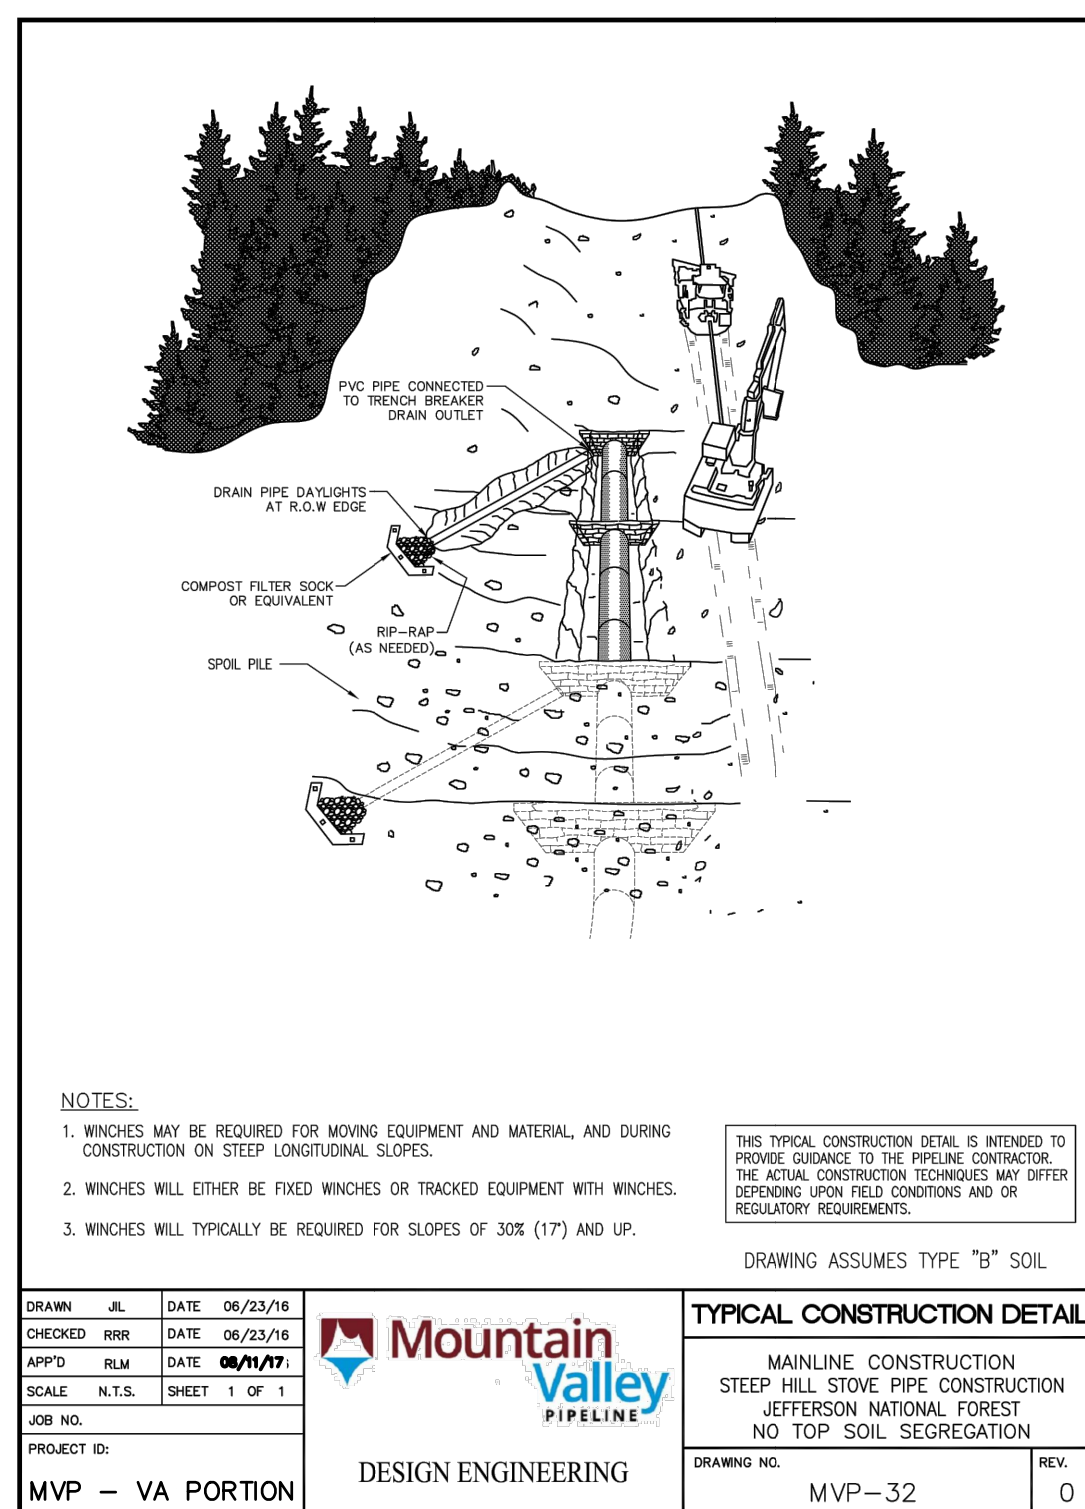 PVC PIPE CONNECTED
TO TRENCH BREAKER
DRAIN OUTLET
DRAIN PIPE DAYLIGHTS
AT R.O.W EDGE
COMPOST FILTER SOCK
OR EQUIVALENT
RIP-RAP
(AS NEEDED)
SPOIL PILE
NOTES:
1. WINCHES MAY BE REQUIRED FOR MOVING EQUIPMENT AND MATERIAL, AND DURING
CONSTRUCTION ON STEEP LONGITUDINAL SLOPES.
2. WINCHES WILL EITHER BE FIXED WINCHES OR TRACKED EQUIPMENT WITH WINCHES.
3. WINCHES WILL TYPICALLY BE REQUIRED FOR SLOPES OF 30% (17°) AND UP.
THIS TYPICAL CONSTRUCTION DETAIL IS INTENDED TO
PROVIDE GUIDANCE TO THE PIPELINE CONTRACTOR.
THE ACTUAL CONSTRUCTION TECHNIQUES MAY DIFFER
DEPENDING UPON FIELD CONDITIONS AND OR
REGULATORY REQUIREMENTS.
DRAWING ASSUMES TYPE "B" SOIL
DRAWN JIL DATE 06/23/16
CHECKED RRR DATE 06/23/16
APP'D RLM DATE 08/11/17
SCALE N.T.S. SHEET 1 OF 1
JOB NO.
PROJECT ID:
MVP - VA PORTION
Mountain
Valley
PIPELINE
DESIGN ENGINEERING
TYPICAL CONSTRUCTION DETAIL
MAINLINE CONSTRUCTION
STEEP HILL STOVE PIPE CONSTRUCTION
JEFFERSON NATIONAL FOREST
NO TOP SOIL SEGREGATION
DRAWING NO. REV.
MVP-32 0